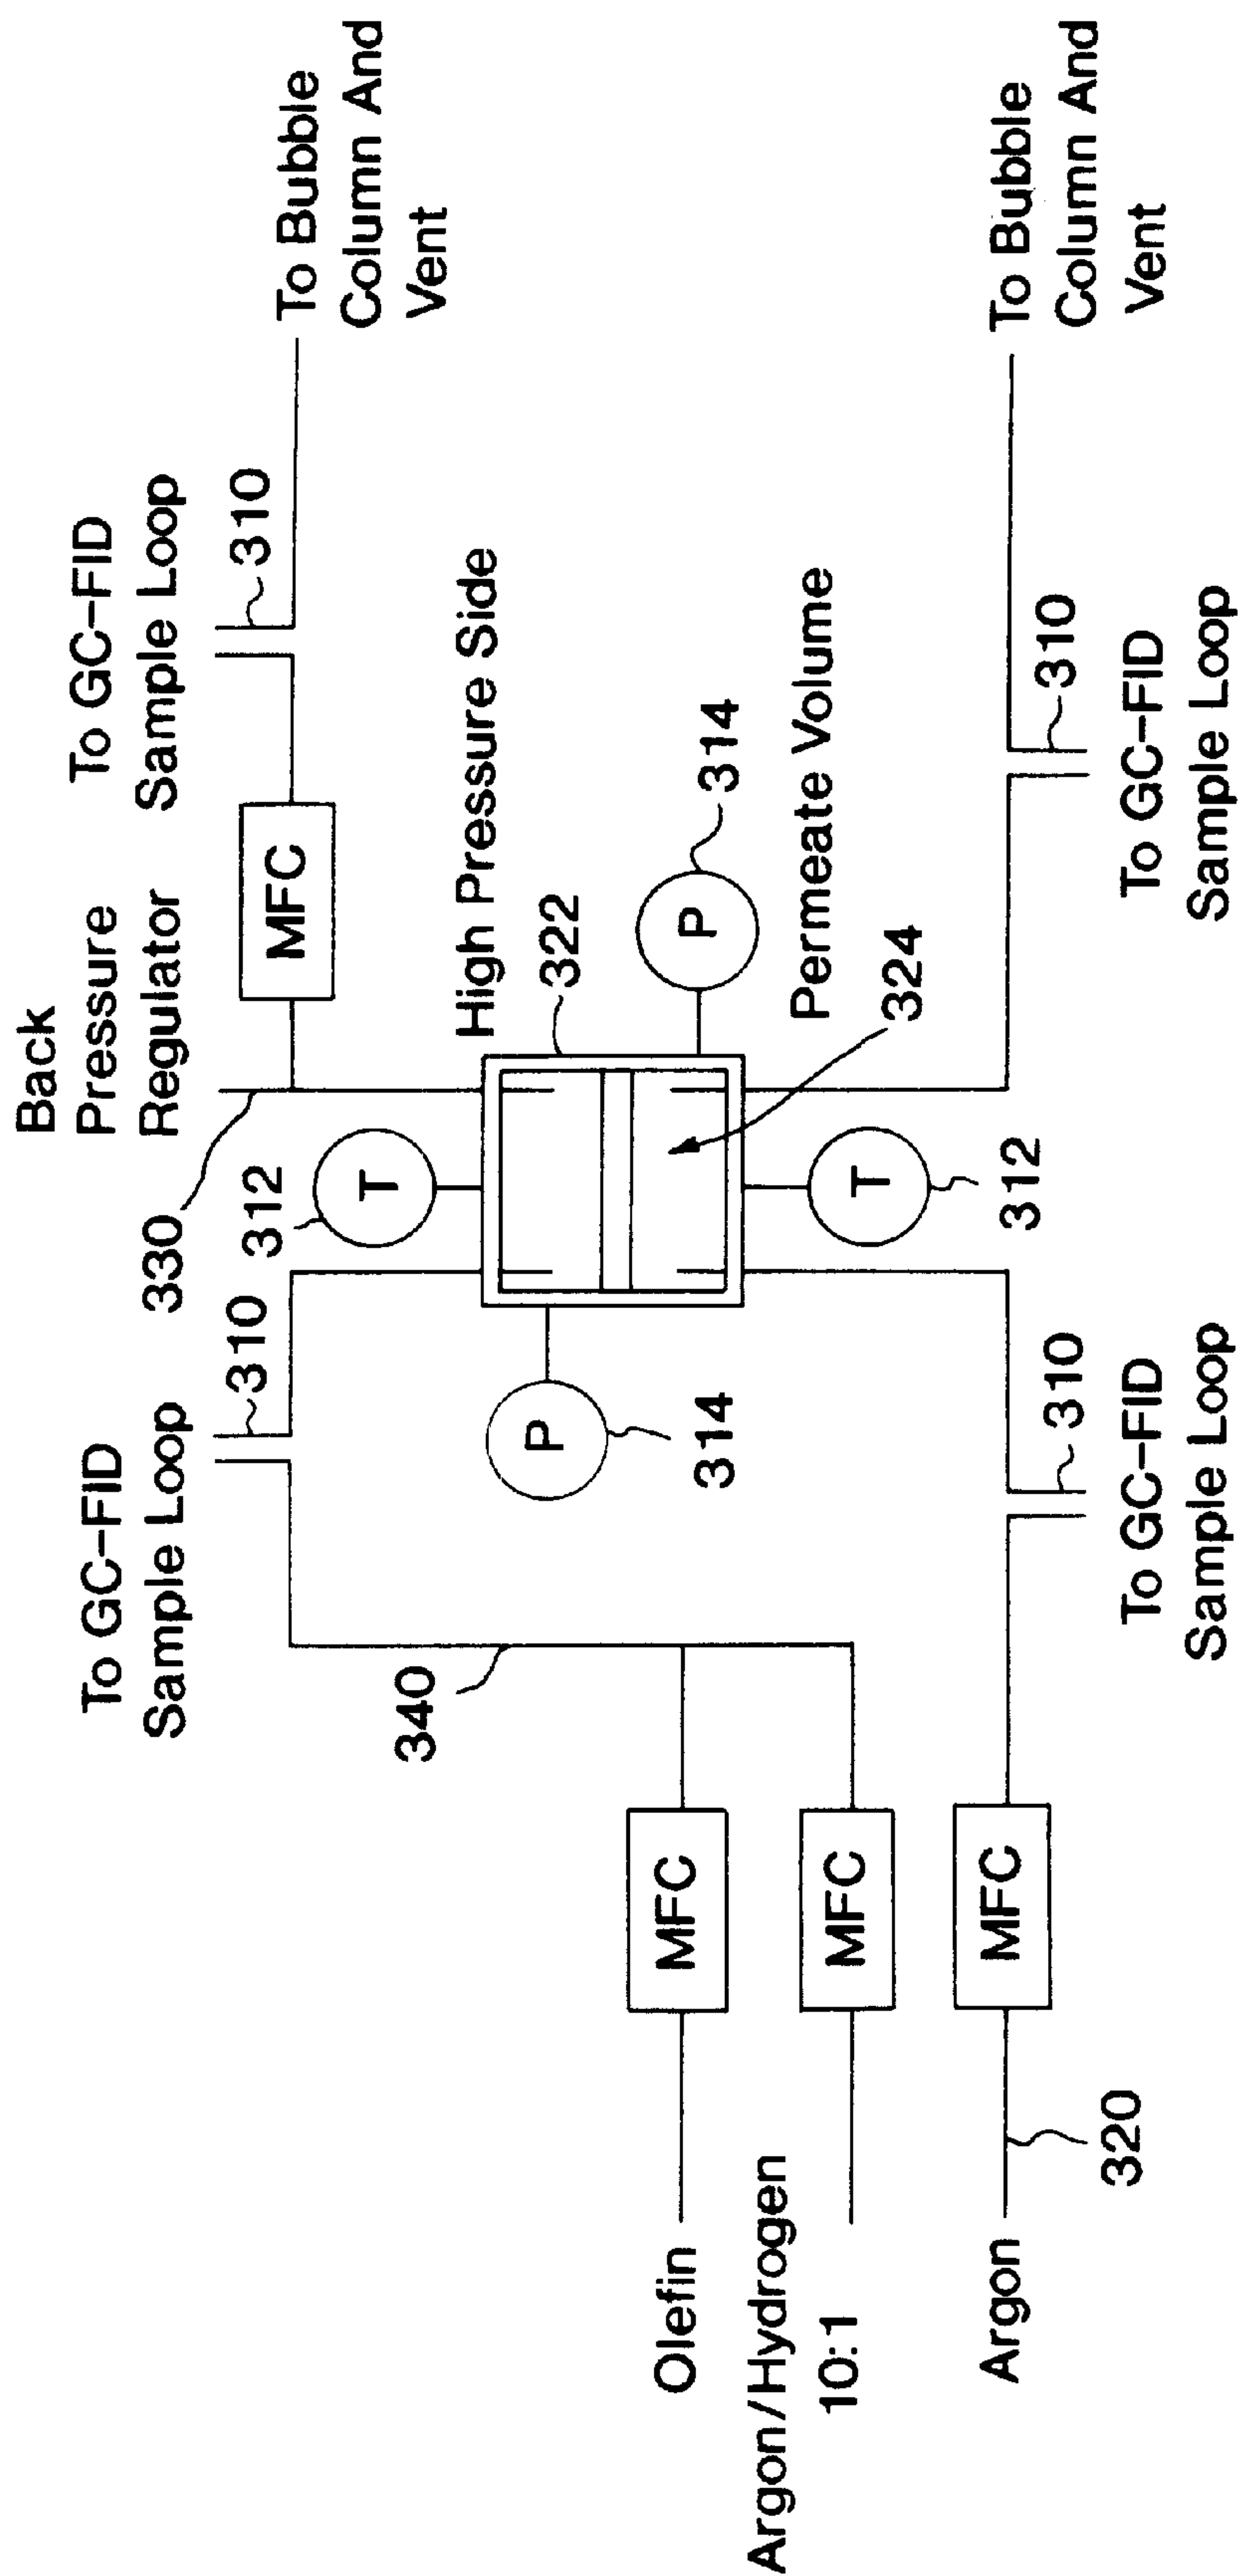 Back
Pressure
Regulator
330
To GC-FID
Sample Loop
310
To GC-FID
Sample Loop
310
MFC
To Bubble
Column And
Vent
312
T
High Pressure Side
322
P
314
P
314
Permeate Volume
324
T
312
340
Olefin
MFC
Argon/Hydrogen
10:1
MFC
Argon
320
MFC
310
To GC-FID
Sample Loop
310
To GC-FID
Sample Loop
To Bubble
Column And
Vent